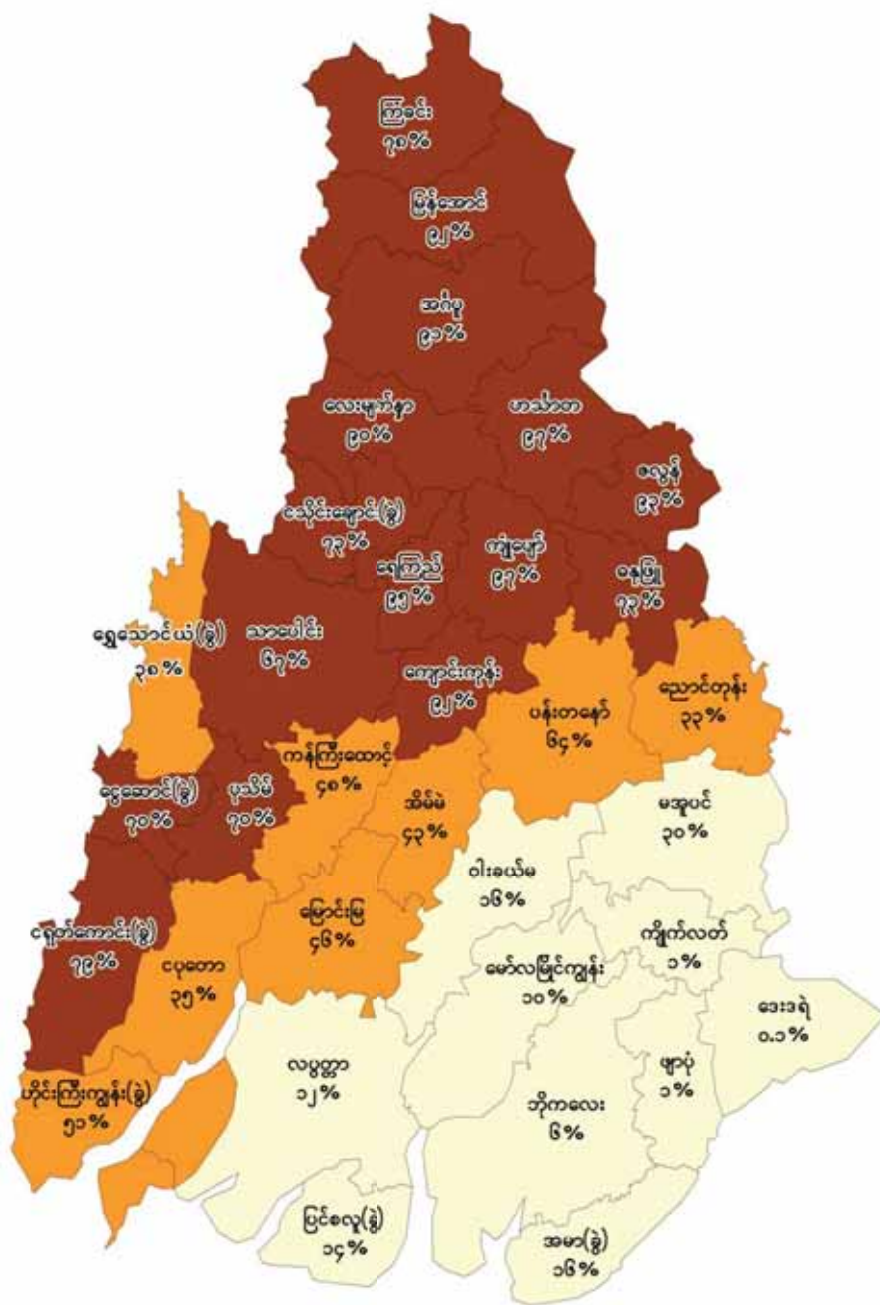 ကြံခင်း
၇၈%
မြန်အောင်
၉၂%
အင်္ဂပူ
၉၁%
လေးမျက်နှာ
၉၀%
ဟင်္သာတ
၉၇%
ဇလွန်
၉၃%
ငသိုင်းချောင်း(ခွဲ)
၇၃%
ရေကြည်
၉၅%
ကျုံပျော်
၉၇%
ဓနုဖြူ
၇၃%
ရွှေသောင်ယံ(ခွဲ)
၃၈%
သာပေါင်း
၆၇%
ကျောင်းကုန်း
၉၂%
ပန်းတနော်
၆၄%
ညောင်တုန်း
၃၃%
ငွေဆောင်(ခွဲ)
၇၀%
ပုသိမ်
၇၀%
ကန်ကြီးထောင့်
၄၈%
အိမ်မဲ
၄၃%
မအူပင်
၃၀%
ဝါးခယ်မ
၁၆%
ငရုတ်ကောင်း(ခွဲ)
၇၉%
ငပုတော
၃၅%
မြောင်းမြ
၄၆%
မော်လမြိုင်ကျွန်း
၁၀%
ကျိုက်လတ်
၁%
ဒေးဒရဲ
၀.၁%
ဟိုင်းကြီးကျွန်း(ခွဲ)
၅၁%
လပွတ္တာ
၁၂%
ဘိုကလေး
၆%
ဖျာပုံ
၁%
ပြင်စလူ(ခွဲ)
၁၄%
အမာ(ခွဲ)
၁၆%